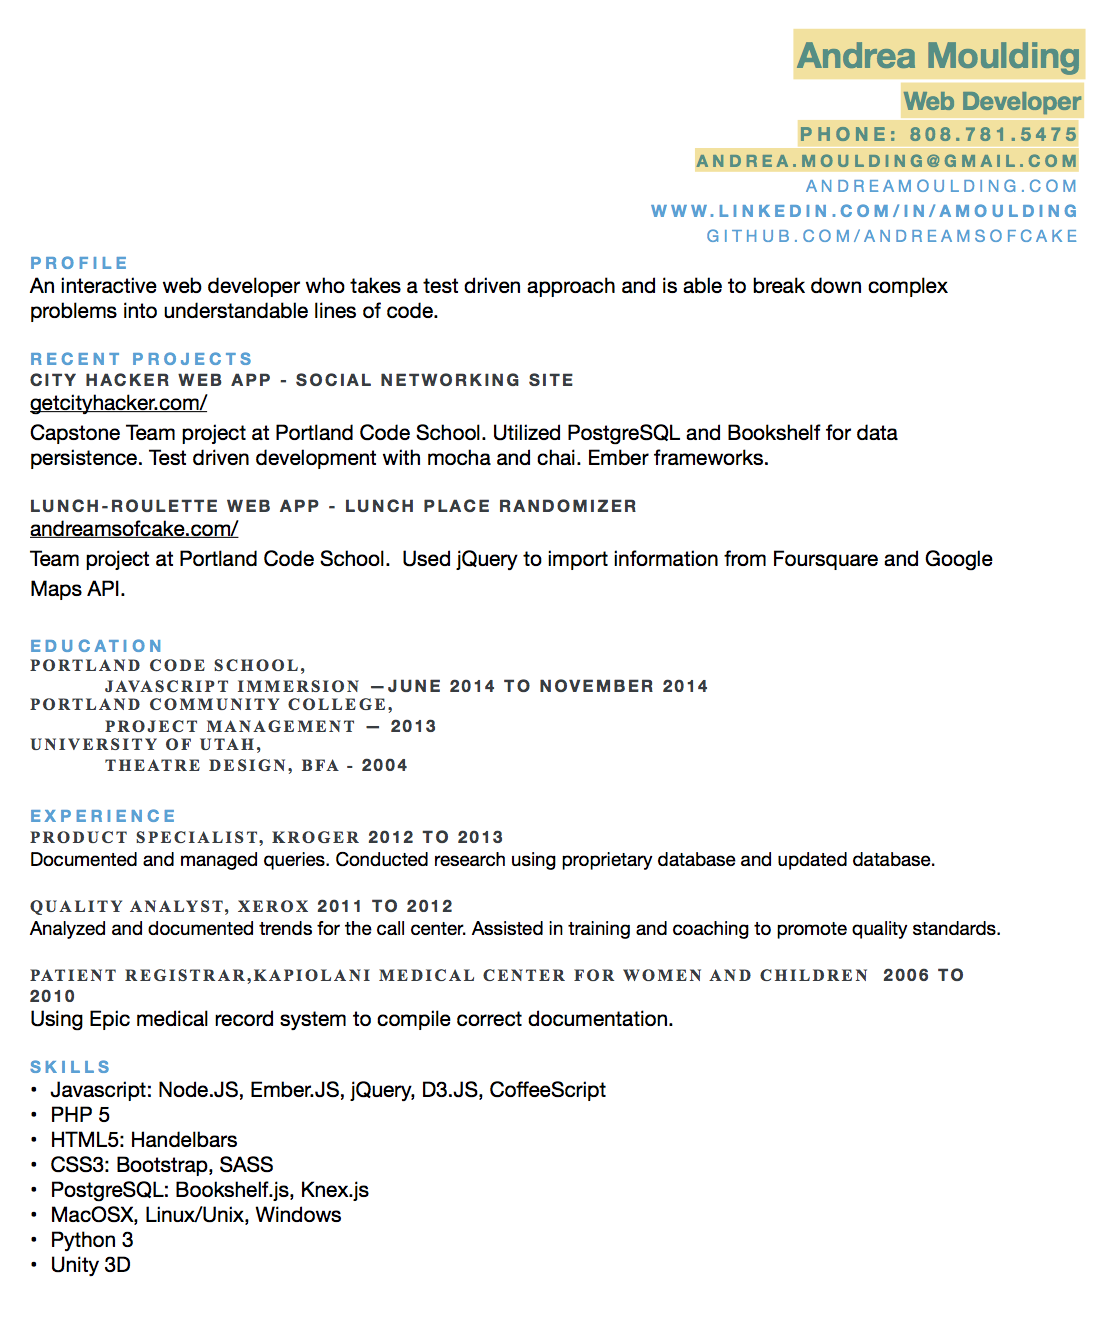 Andrea Moulding
Web Developer
PHONE: 808.781.5475
ANDREA.MOULDING@GMAIL.COM
ANDREAMOULDING.COM
WWW.LINKEDIN.COM/IN/AMOULDING
GITHUB.COM/ANDREAMSOFCAKE
PROFILE
An interactive web developer who takes a test driven approach and is able to break down complex
problems into understandable lines of code.
RECENT PROJECTS
CITY HACKER WEB APP - SOCIAL NETWORKING SITE
getcityhacker.com/
Capstone Team project at Portland Code School. Utilized PostgreSQL and Bookshelf for data
persistence. Test driven development with mocha and chai. Ember frameworks.
LUNCH-ROULETTE WEB APP - LUNCH PLACE RANDOMIZER
andreamsofcake.com/
Team project at Portland Code School.  Used jQuery to import information from Foursquare and Google
Maps API.
EDUCATION
PORTLAND CODE SCHOOL,
JAVASCRIPT IMMERSION —JUNE 2014 TO NOVEMBER 2014
PORTLAND COMMUNITY COLLEGE,
PROJECT MANAGEMENT — 2013
UNIVERSITY OF UTAH,
THEATRE DESIGN, BFA - 2004
EXPERIENCE
PRODUCT SPECIALIST, KROGER 2012 TO 2013
Documented and managed queries. Conducted research using proprietary database and updated database.
QUALITY ANALYST, XEROX 2011 TO 2012
Analyzed and documented trends for the call center. Assisted in training and coaching to promote quality standards.
PATIENT REGISTRAR,KAPIOLANI MEDICAL CENTER FOR WOMEN AND CHILDREN  2006 TO
2010
Using Epic medical record system to compile correct documentation.
SKILLS
• Javascript: Node.JS, Ember.JS, jQuery, D3.JS, CoffeeScript
• PHP 5
• HTML5: Handelbars
• CSS3: Bootstrap, SASS
• PostgreSQL: Bookshelf.js, Knex.js
• MacOSX, Linux/Unix, Windows
• Python 3
• Unity 3D